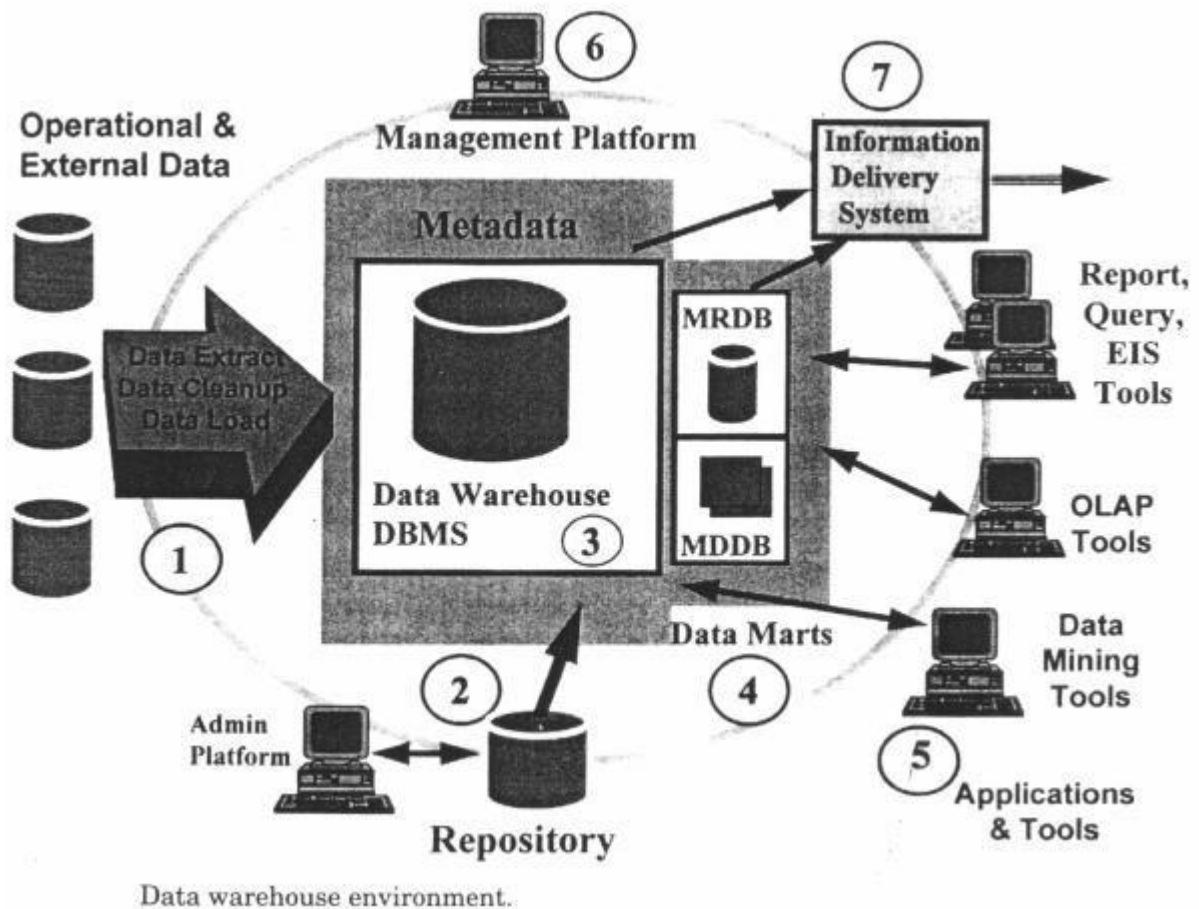 6
7
Operational &
External Data
Management Platform
Information
Delivery
System
Metadata
Report,
Query,
EIS
Tools
MRDB
Data Extract
Data Cleanup
Data Load
Data Warehouse
DBMS
3
MDDB
OLAP
Tools
1
Data Marts
Data
Mining
Tools
2
4
Admin
Platform
5
Applications
& Tools
Repository
Data warehouse environment.